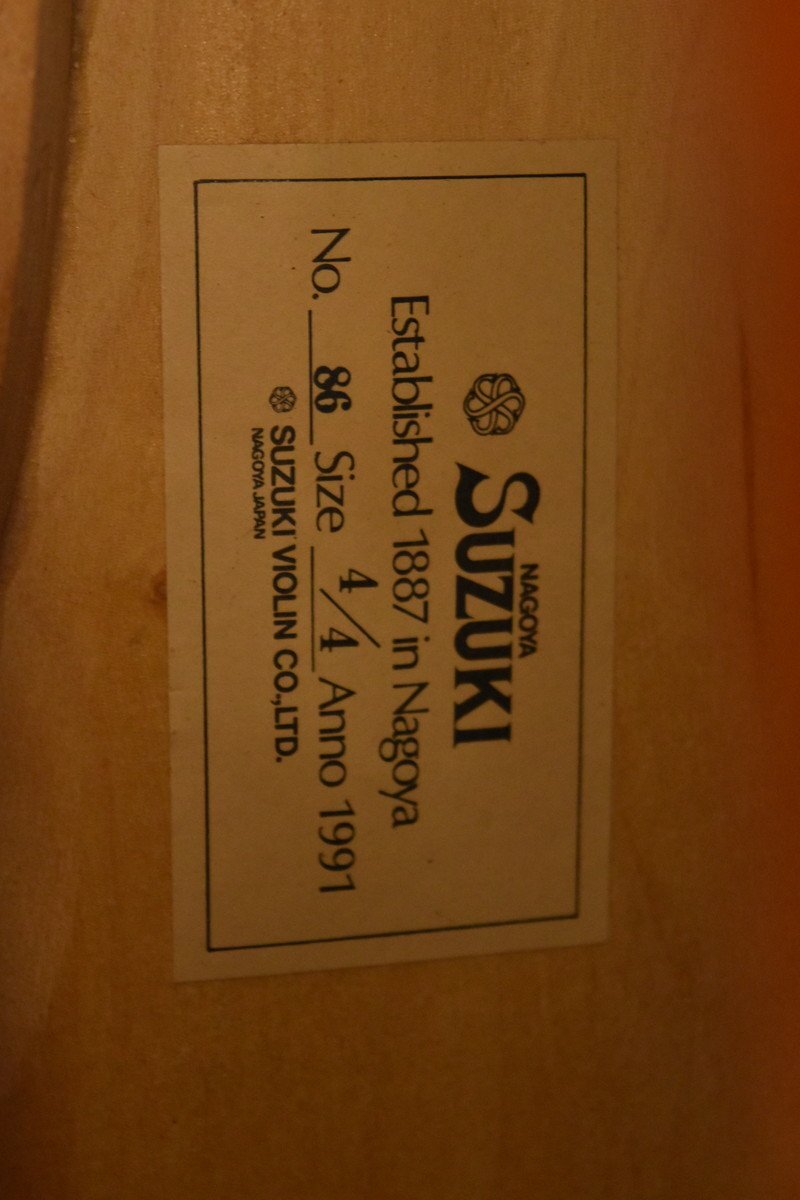 NAGOYA
SUZUKI
Established 1887 in Nagoya
No. 86 Size 4/4 Anno 1991
SUZUKI VIOLIN CO.,LTD.
NAGOYA JAPAN